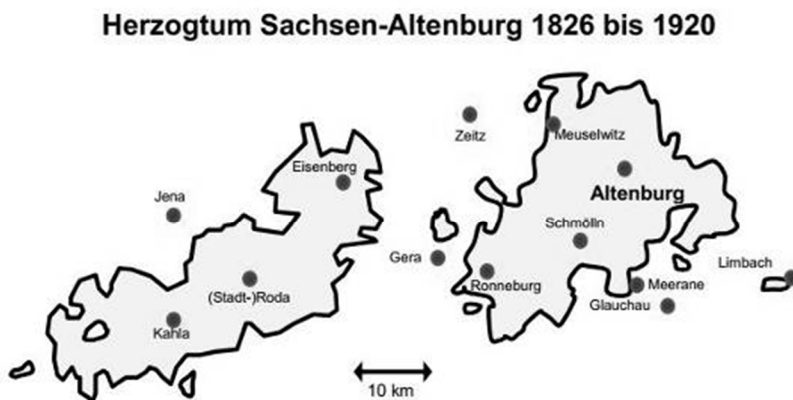 Herzogtum Sachsen-Altenburg 1826 bis 1920
Zeitz
Meuselwitz
Eisenberg
Altenburg
Jena
Schmölln
Gera
Limbach
Ronneburg
Meerane
(Stadt-)Roda
Glauchau
Kahla
10 km